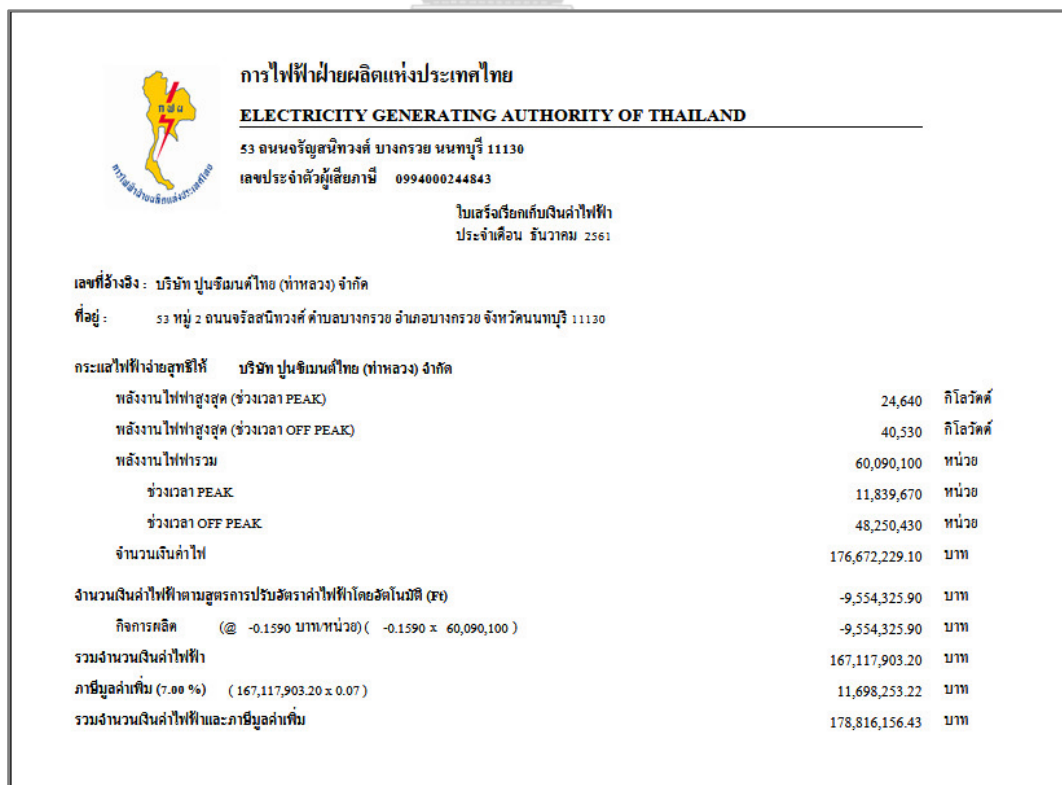 การไฟฟ้าฝ่ายผลิตแห่งประเทศไทย
ELECTRICITY GENERATING AUTHORITY OF THAILAND
53 ถนนจรัญสนิทวงศ์ บางกรวย นนทบุรี 11130
เลขประจำตัวผู้เสียภาษี 0994000244843
กฟผ
การไฟฟ้าฝ่ายผลิตแห่งประเทศไทย
ใบเสร็จเรียกเก็บเงินค่าไฟฟ้า
ประจำเดือน ธันวาคม 2561
เลขที่อ้างอิง : บริษัท ปูนซิเมนต์ไทย (ท่าหลวง) จำกัด
ที่อยู่ : 53 หมู่ 2 ถนนจรัลสนิทวงศ์ ตำบลบางกรวย อำเภอบางกรวย จังหวัดนนทบุรี 11130
กระแสไฟฟ้าจ่ายสุทธิให้ บริษัท ปูนซิเมนต์ไทย (ท่าหลวง) จำกัด
พลังงานไฟฟ้าสูงสุด (ช่วงเวลา PEAK) 24,640 กิโลวัตต์
พลังงานไฟฟ้าสูงสุด (ช่วงเวลา OFF PEAK) 40,530 กิโลวัตต์
พลังงานไฟฟ้ารวม 60,090,100 หน่วย
ช่วงเวลา PEAK 11,839,670 หน่วย
ช่วงเวลา OFF PEAK 48,250,430 หน่วย
จำนวนเงินค่าไฟ 176,672,229.10 บาท
จำนวนเงินค่าไฟฟ้าตามสูตรการปรับอัตราค่าไฟฟ้าโดยอัตโนมัติ (Ft) -9,554,325.90 บาท
กิจการผลิต (@ -0.1590 บาท/หน่วย) ( -0.1590 x 60,090,100 ) -9,554,325.90 บาท
รวมจำนวนเงินค่าไฟฟ้า 167,117,903.20 บาท
ภาษีมูลค่าเพิ่ม (7.00 %) ( 167,117,903.20 x 0.07 ) 11,698,253.22 บาท
รวมจำนวนเงินค่าไฟฟ้าและภาษีมูลค่าเพิ่ม 178,816,156.43 บาท